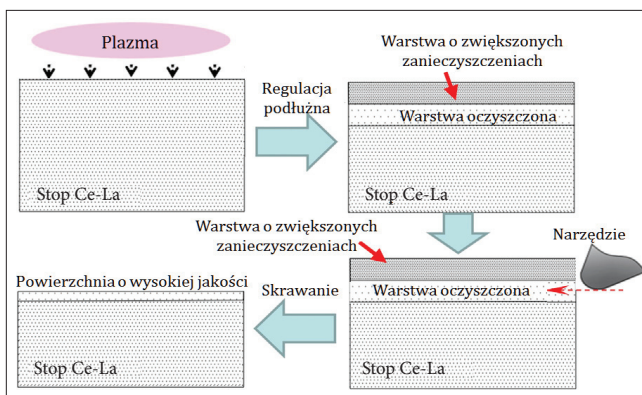 Plazma
Stop Ce-La
Regulacja
podłużna
Warstwa o zwiększonych
zanieczyszczeniach
Warstwa oczyszczona
Stop Ce-La
Warstwa o zwiększonych
zanieczyszczeniach
Narzędzie
Warstwa oczyszczona
Stop Ce-La
Skrawanie
Powierzchnia o wysokiej jakości
Stop Ce-La